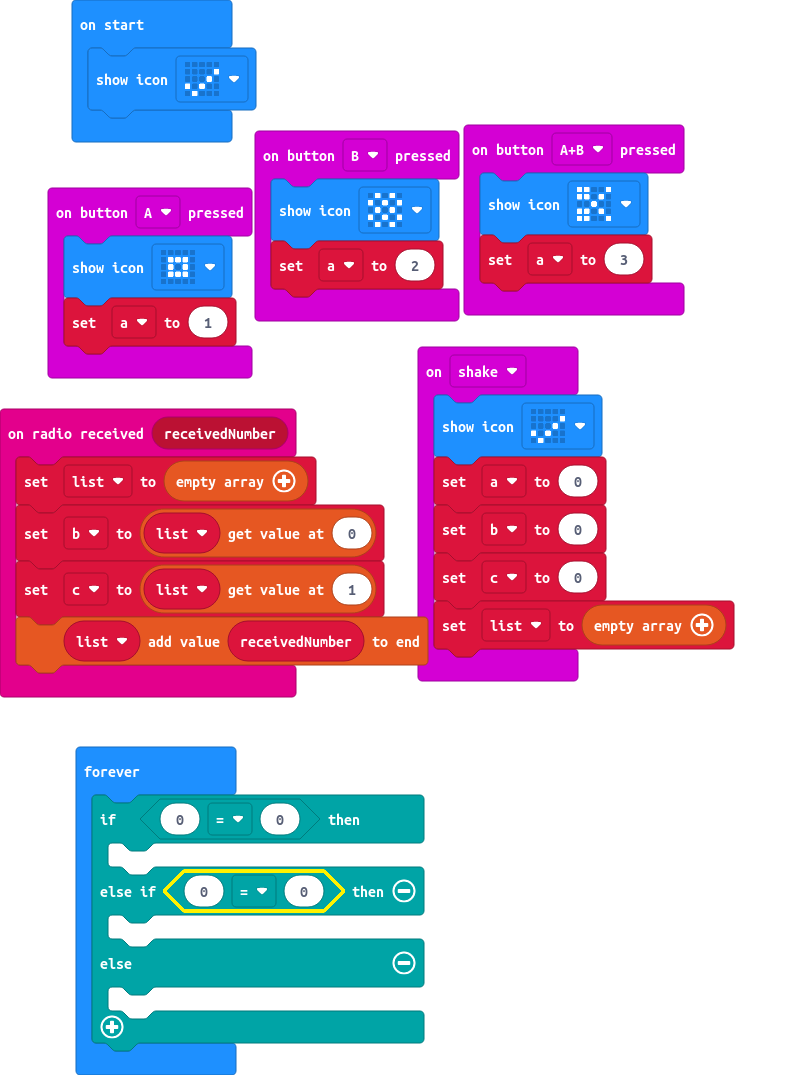 on start
show icon
on button A pressed
show icon
set a to 1
on button B pressed
show icon
set a to 2
on button A+B pressed
show icon
set a to 3
on radio received receivedNumber
set list to empty array
set b to list get value at 0
set c to list get value at 1
list add value receivedNumber to end
on shake
show icon
set a to 0
set b to 0
set c to 0
set list to empty array
forever
if 0 = 0 then
else if 0 = 0 then
else